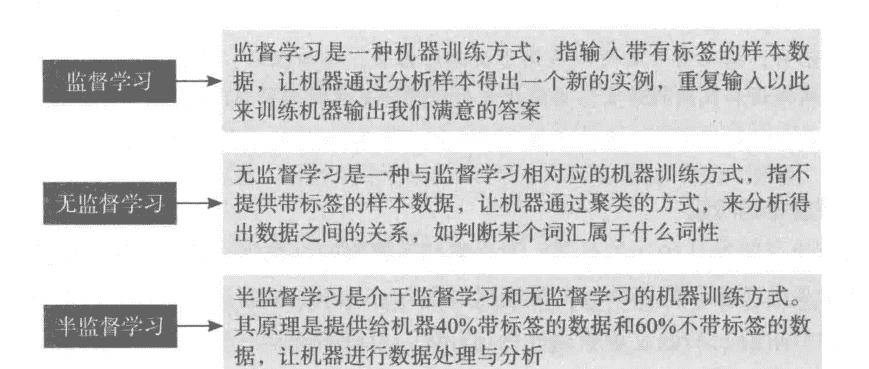 监督学习
监督学习是一种机器训练方式，指输入带有标签的样本数
据，让机器通过分析样本得出一个新的实例，重复输入以此
来训练机器输出我们满意的答案
无监督学习
无监督学习是一种与监督学习相对应的机器训练方式，指不
提供带标签的样本数据，让机器通过聚类的方式，来分析得
出数据之间的关系，如判断某个词汇属于什么词性
半监督学习
半监督学习是介于监督学习和无监督学习的机器训练方式。
其原理是提供给机器40%带标签的数据和60%不带标签的数
据，让机器进行数据处理与分析